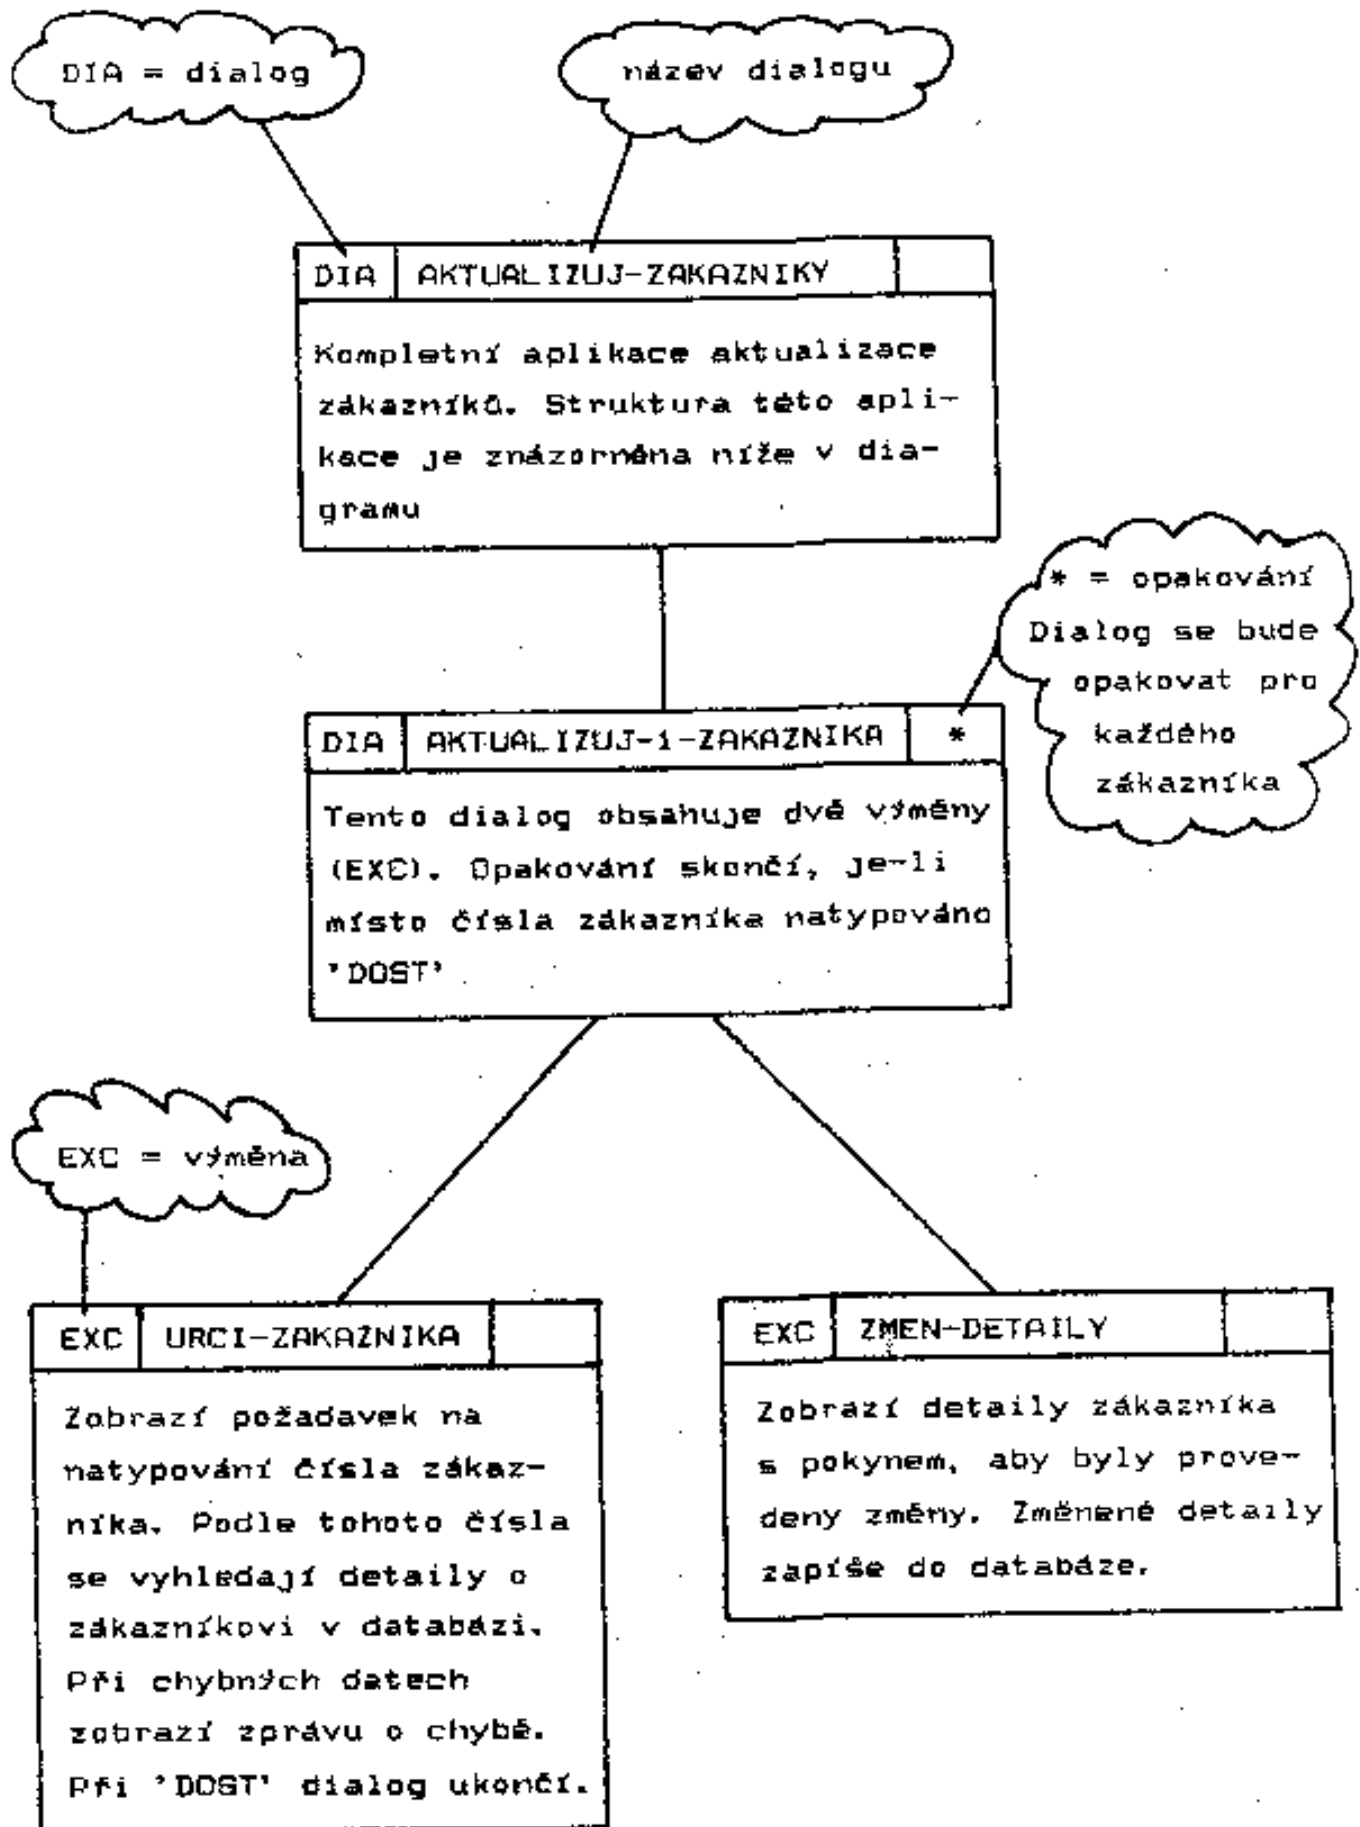 DIA = dialog
název dialogu
DIA AKTUALIZUJ-ZAKAZNIKY
Kompletní aplikace aktualizace
zákazníků. Struktura této apli-
kace je znázorněna níže v dia-
gramu
* = opakování
Dialog se bude
opakovat pro
každého
zákazníka
DIA AKTUALIZUJ-1-ZAKAZNIKA *
Tento dialog obsahuje dvě výměny
(EXC). Opakování skončí, je-li
místo čísla zákazníka natypováno
'DOST'
EXC = výměna
EXC URCI-ZAKAZNIKA
Zobrazí požadavek na
natypování čísla zákaz-
níka. Podle tohoto čísla
se vyhledají detaily o
zákazníkovi v databázi.
Při chybných datech
zobrazí zprávu o chybě.
Při 'DOST' dialog ukončí.
EXC ZMEN-DETAILY
Zobrazí detaily zákazníka
s pokynem, aby byly prove-
deny změny. Změnené detaily
zapíše do databáze.